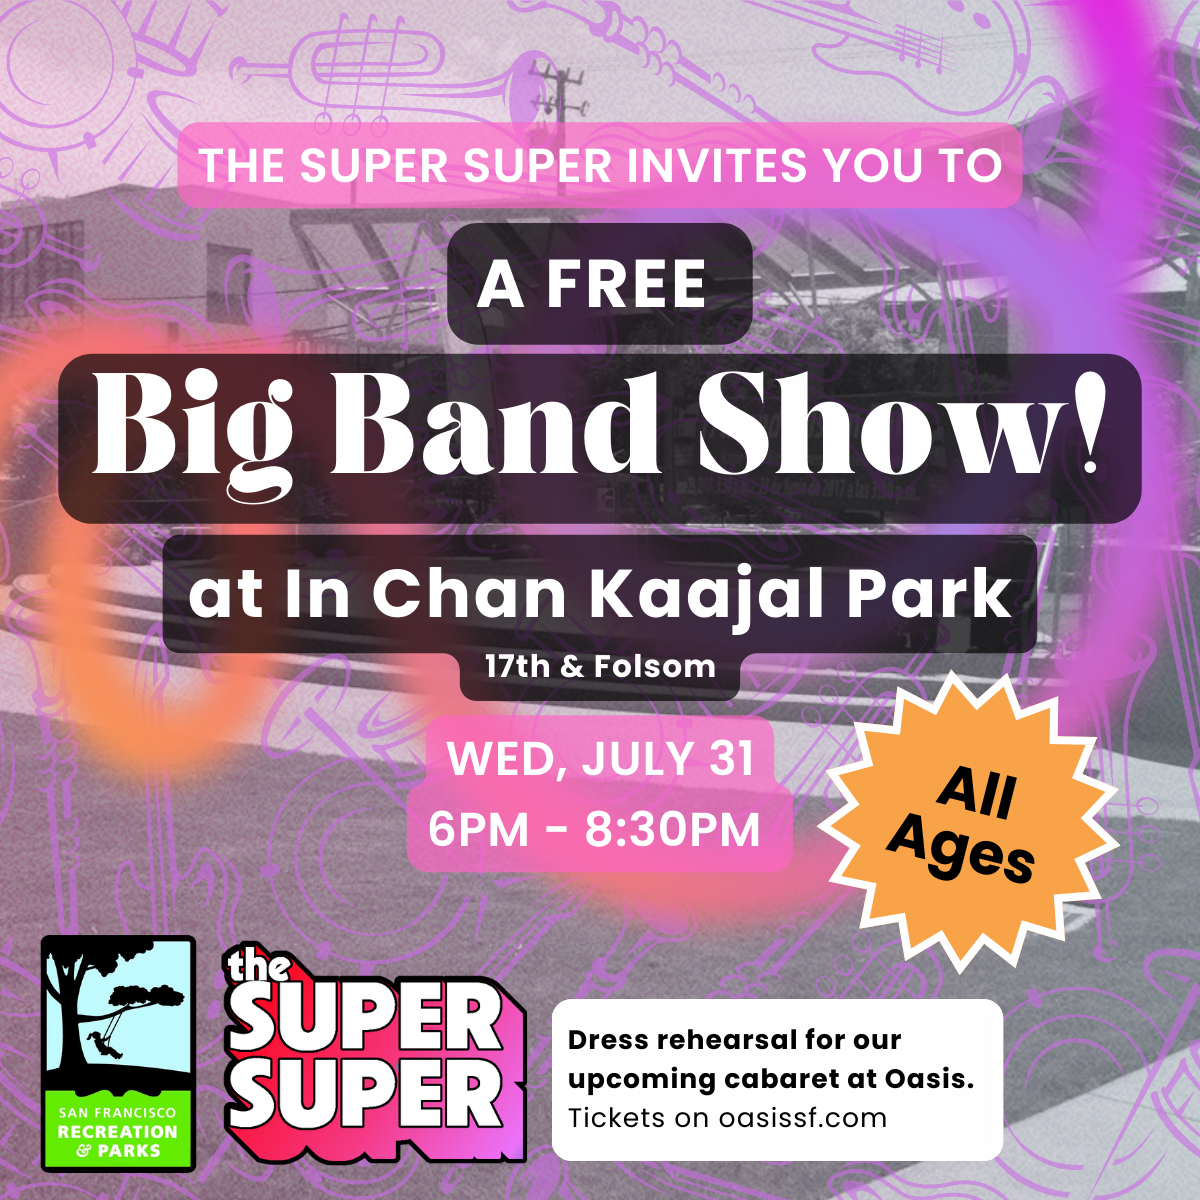 THE SUPER SUPER INVITES YOU TO
A FREE
Big Band Show!
at In Chan Kaajal Park
17th & Folsom
WED, JULY 31
6PM - 8:30PM
All
Ages
SAN FRANCISCO
RECREATION
& PARKS
the
SUPER
SUPER
Dress rehearsal for our
upcoming cabaret at Oasis.
Tickets on oasissf.com